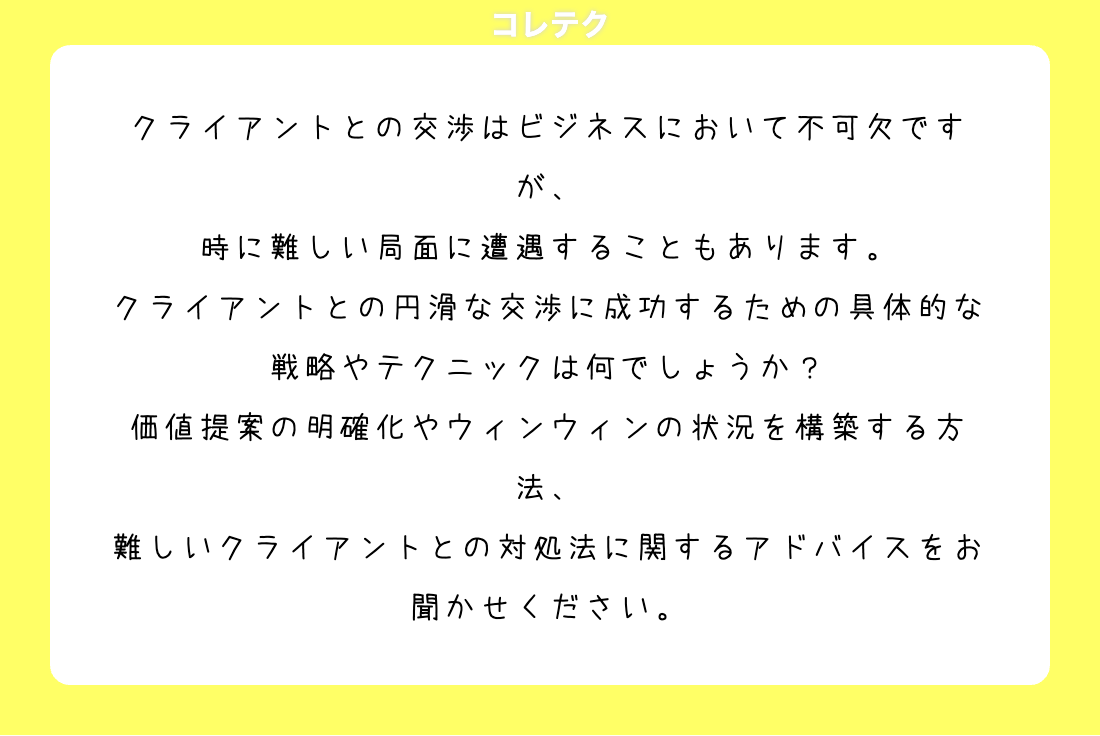 コレテク
クライアントとの交渉はビジネスにおいて不可欠です
が、
時に難しい局面に遭遇することもあります。
クライアントとの円滑な交渉に成功するための具体的な
戦略やテクニックは何でしょうか？
価値提案の明確化やウィンウィンの状況を構築する方
法、
難しいクライアントとの対処法に関するアドバイスをお
聞かせください。